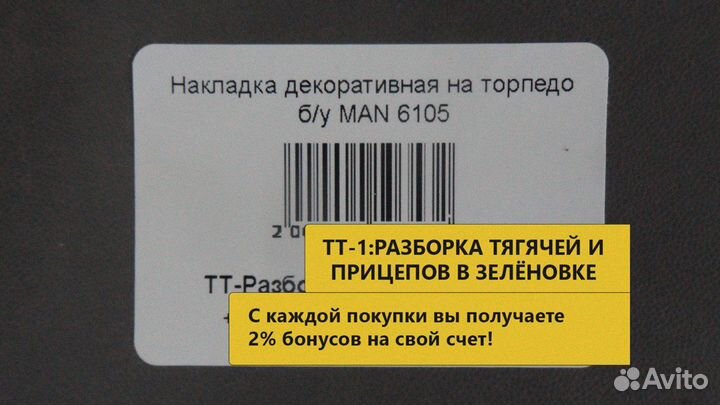 Накладка декоративная на торпедо
б/у MAN 6105
ТТ-1:РАЗБОРКА ТЯГАЧЕЙ И
ПРИЦЕПОВ В ЗЕЛЁНОВКЕ
С каждой покупки вы получаете
2% бонусов на свой счет!
Avito